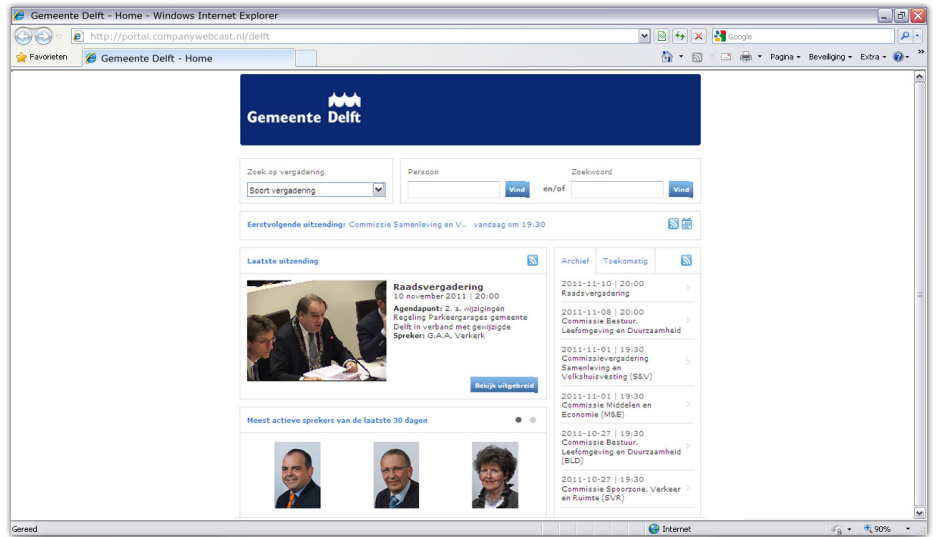 Gemeente Delft - Home - Windows Internet Explorer
http://portal.companywebcast.nl/delft
Google
Favorieten
Gemeente Delft - Home
Pagina
Beveiliging
Extra
Gemeente Delft
Zoek op vergadering
Soort vergadering
Persoon
Vind
en/of
Zoekwoord
Vind
Eerstvolgende uitzending: Commissie Samenleving en V... vandaag om 19:30
Laatste uitzending
Raadsvergadering
10 november 2011 | 20:00
Agendapunt: 2. a. wijzigingen
Regeling Parkeergarages gemeente
Delft in verband met gewijzigde
Spreker: G.A.A. Verkerk
Bekijk uitgebreid
Meest actieve sprekers van de laatste 30 dagen
Archief
Toekomstig
2011-11-10 | 20:00
Raadsvergadering
2011-11-08 | 20:00
Commissie Bestuur,
Leefomgeving en Duurzaamheid
2011-11-01 | 19:30
Commissievergadering
Samenleving en
Volkshuisvesting (S&V)
2011-11-01 | 19:30
Commissie Middelen en
Economie (M&E)
2011-10-27 | 19:30
Commissie Bestuur,
Leefomgeving en Duurzaamheid
(BLD)
2011-10-27 | 19:30
Commissie Spoorzone, Verkeer
en Ruimte (SVR)
Gereed
Internet
90%